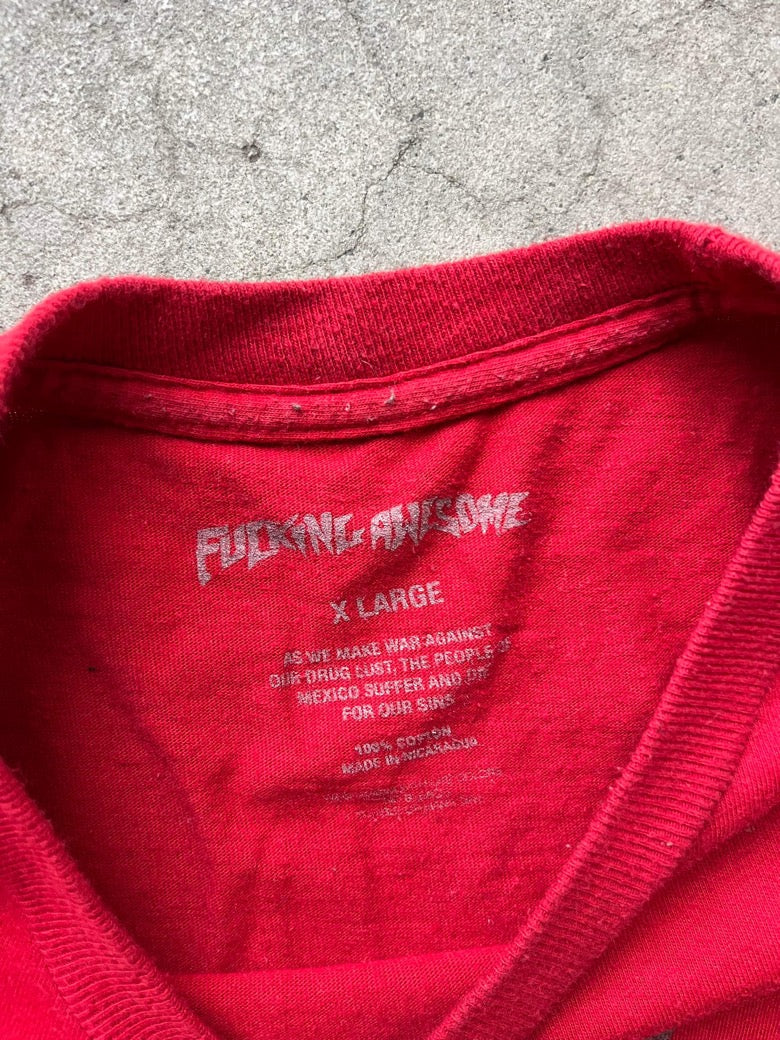 FUCKING AWESOME
X LARGE
AS WE MAKE WAR AGAINST
OUR DRUG LUST, THE PEOPLE OF
MEXICO SUFFER AND DIE
FOR OUR SINS
100% COTTON
MADE IN NICARAGUA
COLORS